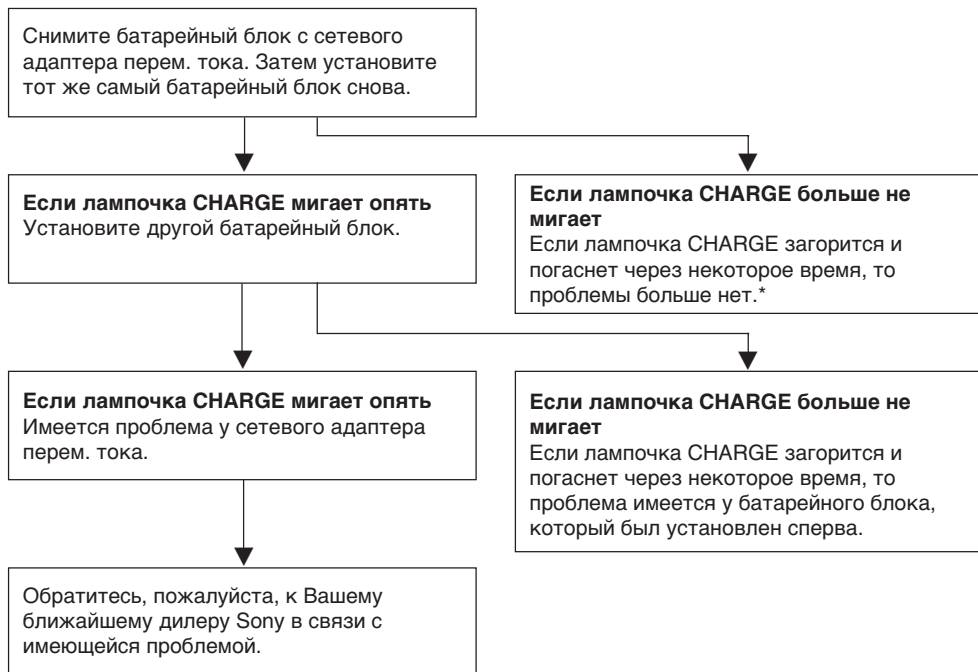 Снимите батарейный блок с сетевого
адаптера перем. тока. Затем установите
тот же самый батарейный блок снова.
Если лампочка CHARGE мигает опять
Установите другой батарейный блок.
Если лампочка CHARGE больше не
мигает
Если лампочка CHARGE загорится и
погаснет через некоторое время, то
проблемы больше нет.*
Если лампочка CHARGE мигает опять
Имеется проблема у сетевого адаптера
перем. тока.
Если лампочка CHARGE больше не
мигает
Если лампочка CHARGE загорится и
погаснет через некоторое время, то
проблема имеется у батарейного блока,
который был установлен сперва.
Обратитесь, пожалуйста, к Вашему
ближайшему дилеру Sony в связи с
имеющейся проблемой.